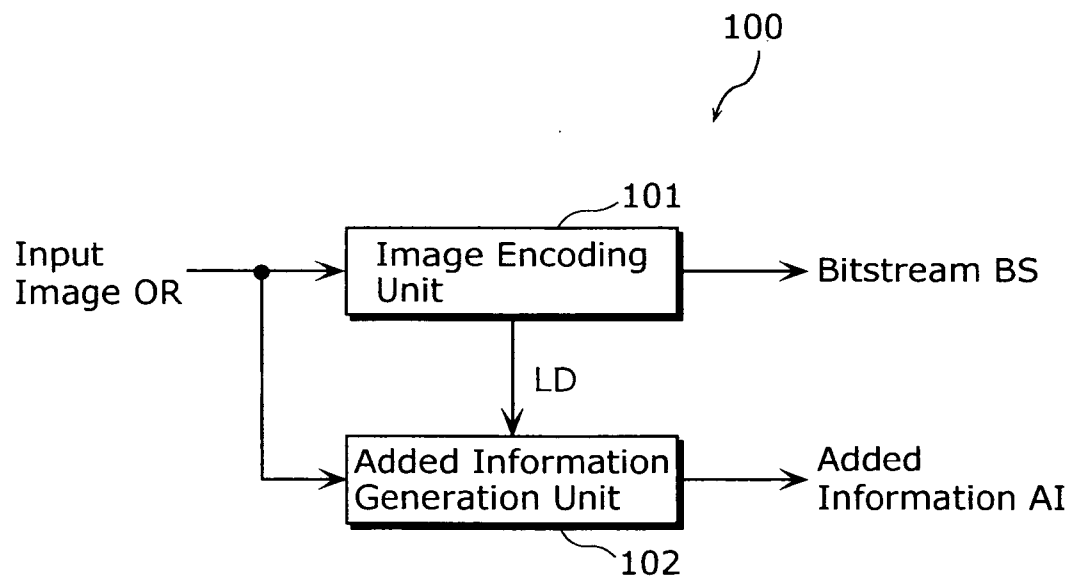 100
101
Input
Image OR
Image Encoding
Unit
Bitstream BS
LD
Added Information
Generation Unit
Added
Information AI
102